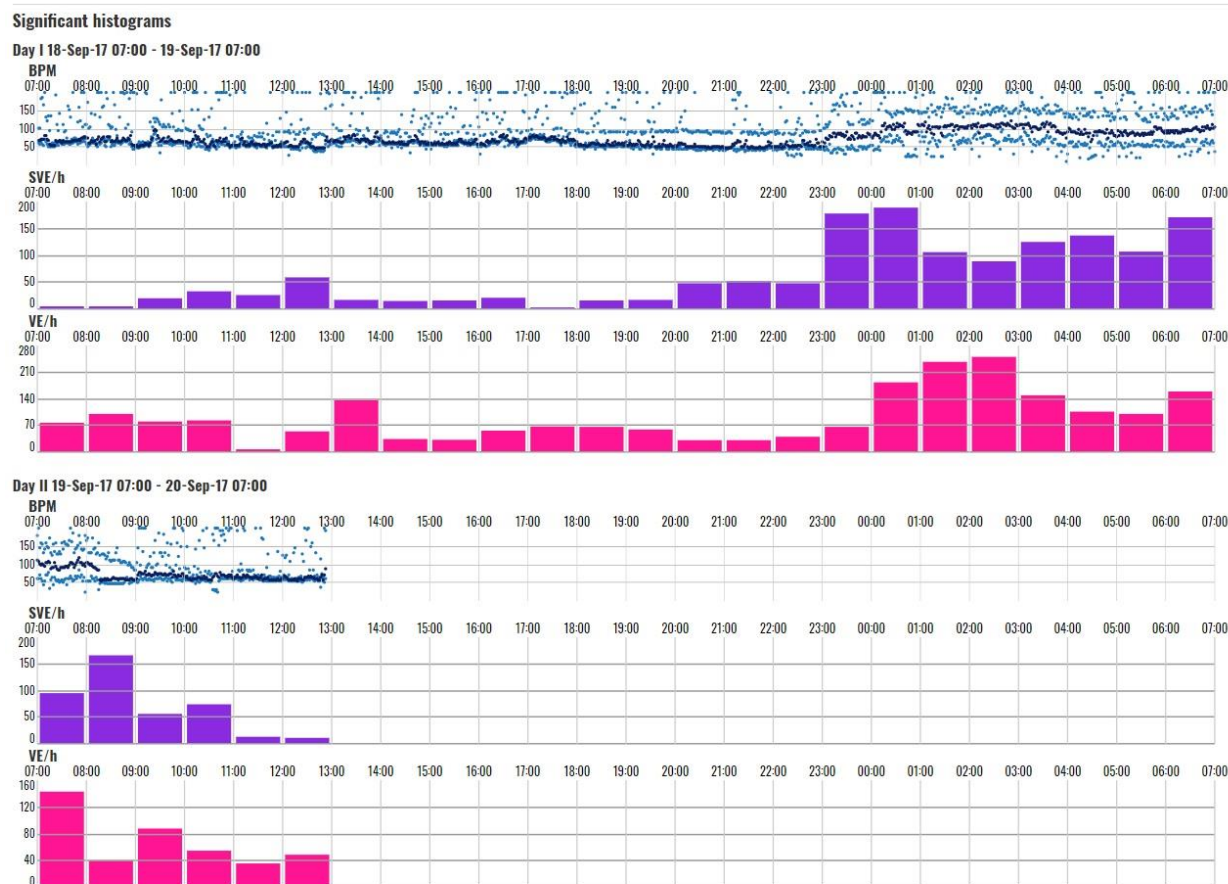 Significant histograms
Day I 18-Sep-17 07:00 - 19-Sep-17 07:00
BPM
07:00 08:00 09:00 10:00 11:00 12:00 13:00 14:00 15:00 16:00 17:00 18:00 19:00 20:00 21:00 22:00 23:00 00:00 01:00 02:00 03:00 04:00 05:00 06:00 07:00
150
100
50
SVE/h
07:00 08:00 09:00 10:00 11:00 12:00 13:00 14:00 15:00 16:00 17:00 18:00 19:00 20:00 21:00 22:00 23:00 00:00 01:00 02:00 03:00 04:00 05:00 06:00 07:00
200
150
100
50
0
VE/h
07:00 08:00 09:00 10:00 11:00 12:00 13:00 14:00 15:00 16:00 17:00 18:00 19:00 20:00 21:00 22:00 23:00 00:00 01:00 02:00 03:00 04:00 05:00 06:00 07:00
280
210
140
70
0
Day II 19-Sep-17 07:00 - 20-Sep-17 07:00
BPM
07:00 08:00 09:00 10:00 11:00 12:00 13:00 14:00 15:00 16:00 17:00 18:00 19:00 20:00 21:00 22:00 23:00 00:00 01:00 02:00 03:00 04:00 05:00 06:00 07:00
150
100
50
SVE/h
07:00 08:00 09:00 10:00 11:00 12:00 13:00 14:00 15:00 16:00 17:00 18:00 19:00 20:00 21:00 22:00 23:00 00:00 01:00 02:00 03:00 04:00 05:00 06:00 07:00
200
150
100
50
0
VE/h
07:00 08:00 09:00 10:00 11:00 12:00 13:00 14:00 15:00 16:00 17:00 18:00 19:00 20:00 21:00 22:00 23:00 00:00 01:00 02:00 03:00 04:00 05:00 06:00 07:00
160
120
80
40
0